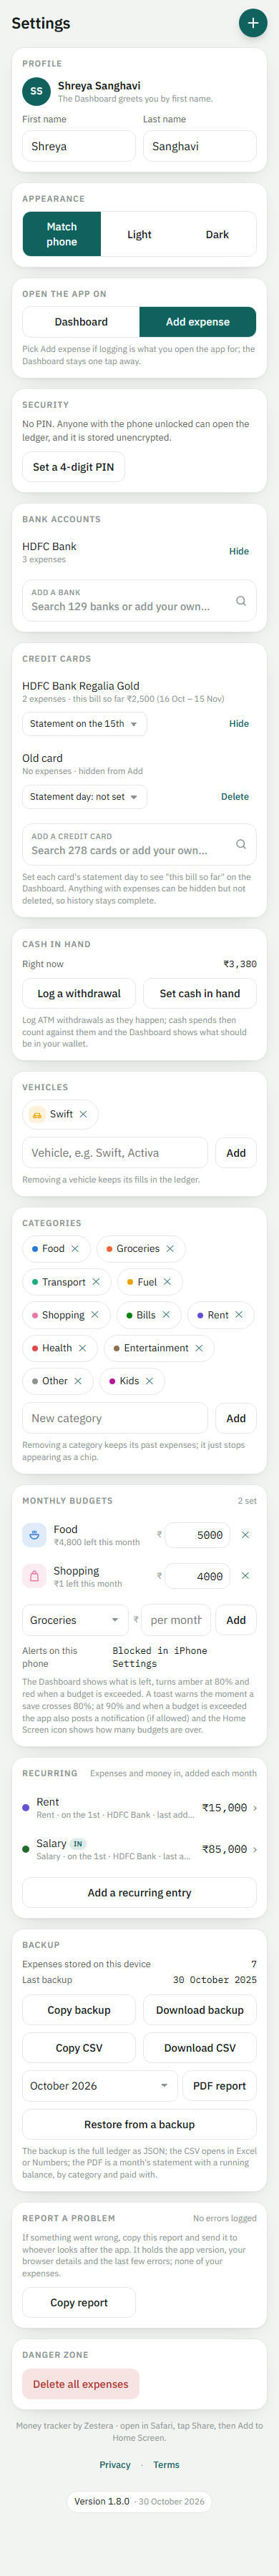 Settings
PROFILE
SS
Shreya Sanghavi
The Dashboard greets you by first name.
First name
Last name
Shreya
Sanghavi
APPEARANCE
Match
phone
Light
Dark
OPEN THE APP ON
Dashboard
Add expense
Pick Add expense if logging is what you open the app for; the
Dashboard stays one tap away.
SECURITY
No PIN. Anyone with the phone unlocked can open the
ledger, and it is stored unencrypted.
Set a 4-digit PIN
BANK ACCOUNTS
HDFC Bank
3 expenses
Hide
ADD A BANK
Search 129 banks or add your own...
CREDIT CARDS
HDFC Bank Regalia Gold
2 expenses · this bill so far ₹2,500 (16 Oct – 15 Nov)
Statement on the 15th
Hide
Old card
No expenses · hidden from Add
Statement day: not set
Delete
ADD A CREDIT CARD
Search 278 cards or add your own...
Set each card's statement day to see "this bill so far" on the
Dashboard. Anything with expenses can be hidden but not
deleted, so history stays complete.
CASH IN HAND
Right now
₹3,380
Log a withdrawal
Set cash in hand
Log ATM withdrawals as they happen; cash spends then
count against them and the Dashboard shows what should
be in your wallet.
VEHICLES
Swift ×
Vehicle, e.g. Swift, Activa
Add
Removing a vehicle keeps its fills in the ledger.
CATEGORIES
Food × Groceries ×
Transport × Fuel ×
Shopping × Bills × Rent ×
Health × Entertainment ×
Other × Kids ×
New category
Add
Removing a category keeps its past expenses; it just stops
appearing as a chip.
MONTHLY BUDGETS
2 set
Food
₹4,800 left this month
₹ 5000 ×
Shopping
₹1 left this month
₹ 4000 ×
Groceries
₹ per month
Add
Alerts on this
phone
Blocked in iPhone
Settings
The Dashboard shows what is left, turns amber at 80% and
red when a budget is exceeded. A toast warns the moment a
save crosses 80%; at 90% and when a budget is exceeded
the app also posts a notification (if allowed) and the Home
Screen icon shows how many budgets are over.
RECURRING
Expenses and money in, added each month
Rent
Rent · on the 1st · HDFC Bank · last add...
₹15,000 ›
Salary IN
Salary · on the 1st · HDFC Bank · last a...
₹85,000 ›
Add a recurring entry
BACKUP
Expenses stored on this device
7
Last backup
30 October 2025
Copy backup
Download backup
Copy CSV
Download CSV
October 2026
PDF report
Restore from a backup
The backup is the full ledger as JSON; the CSV opens in Excel
or Numbers; the PDF is a month's statement with a running
balance, by category and paid with.
REPORT A PROBLEM
No errors logged
If something went wrong, copy this report and send it to
whoever looks after the app. It holds the app version, your
browser details and the last few errors; none of your
expenses.
Copy report
DANGER ZONE
Delete all expenses
Money tracker by Zestera · open in Safari, tap Share, then Add to
Home Screen.
Privacy · Terms
Version 1.8.0 · 30 October 2026